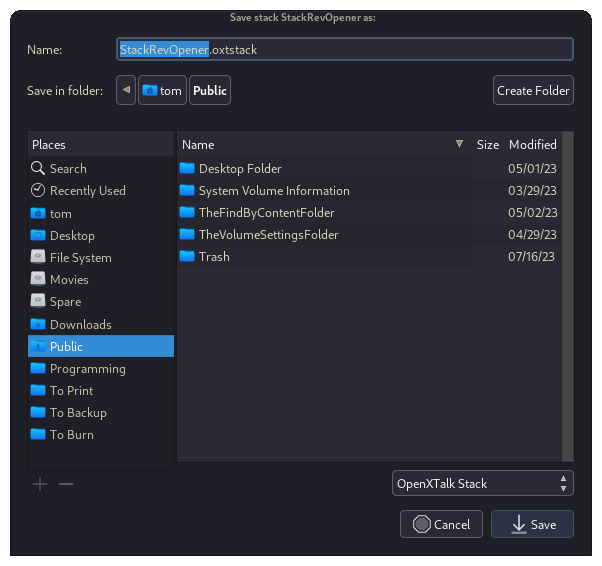 Save stack StackRevOpener as:
Name: StackRevOpener.oxtstack
Save in folder: tom Public Create Folder
Places
Search
Recently Used
tom
Desktop
File System
Movies
Spare
Downloads
Public
Programming
To Print
To Backup
To Burn
Name Size Modified
Desktop Folder 05/01/23
System Volume Information 03/29/23
TheFindByContentFolder 05/02/23
TheVolumeSettingsFolder 04/29/23
Trash 07/16/23
OpenXTalk Stack
Cancel Save